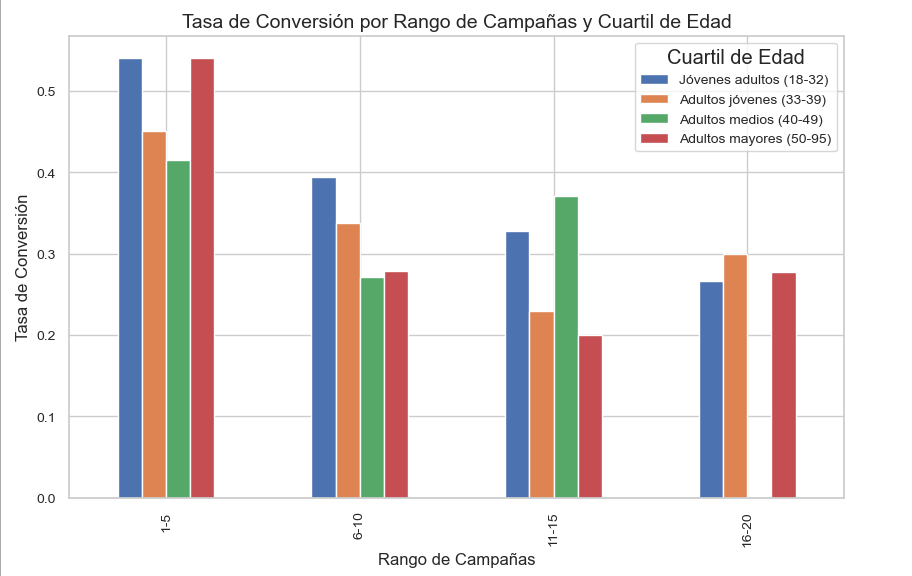 Tasa de Conversión por Rango de Campañas y Cuartil de Edad
Cuartil de Edad
Jóvenes adultos (18-32)
Adultos jóvenes (33-39)
Adultos medios (40-49)
Adultos mayores (50-95)
Tasa de Conversión
0.5
0.4
0.3
0.2
0.1
0.0
1-5
6-10
11-15
16-20
Rango de Campañas